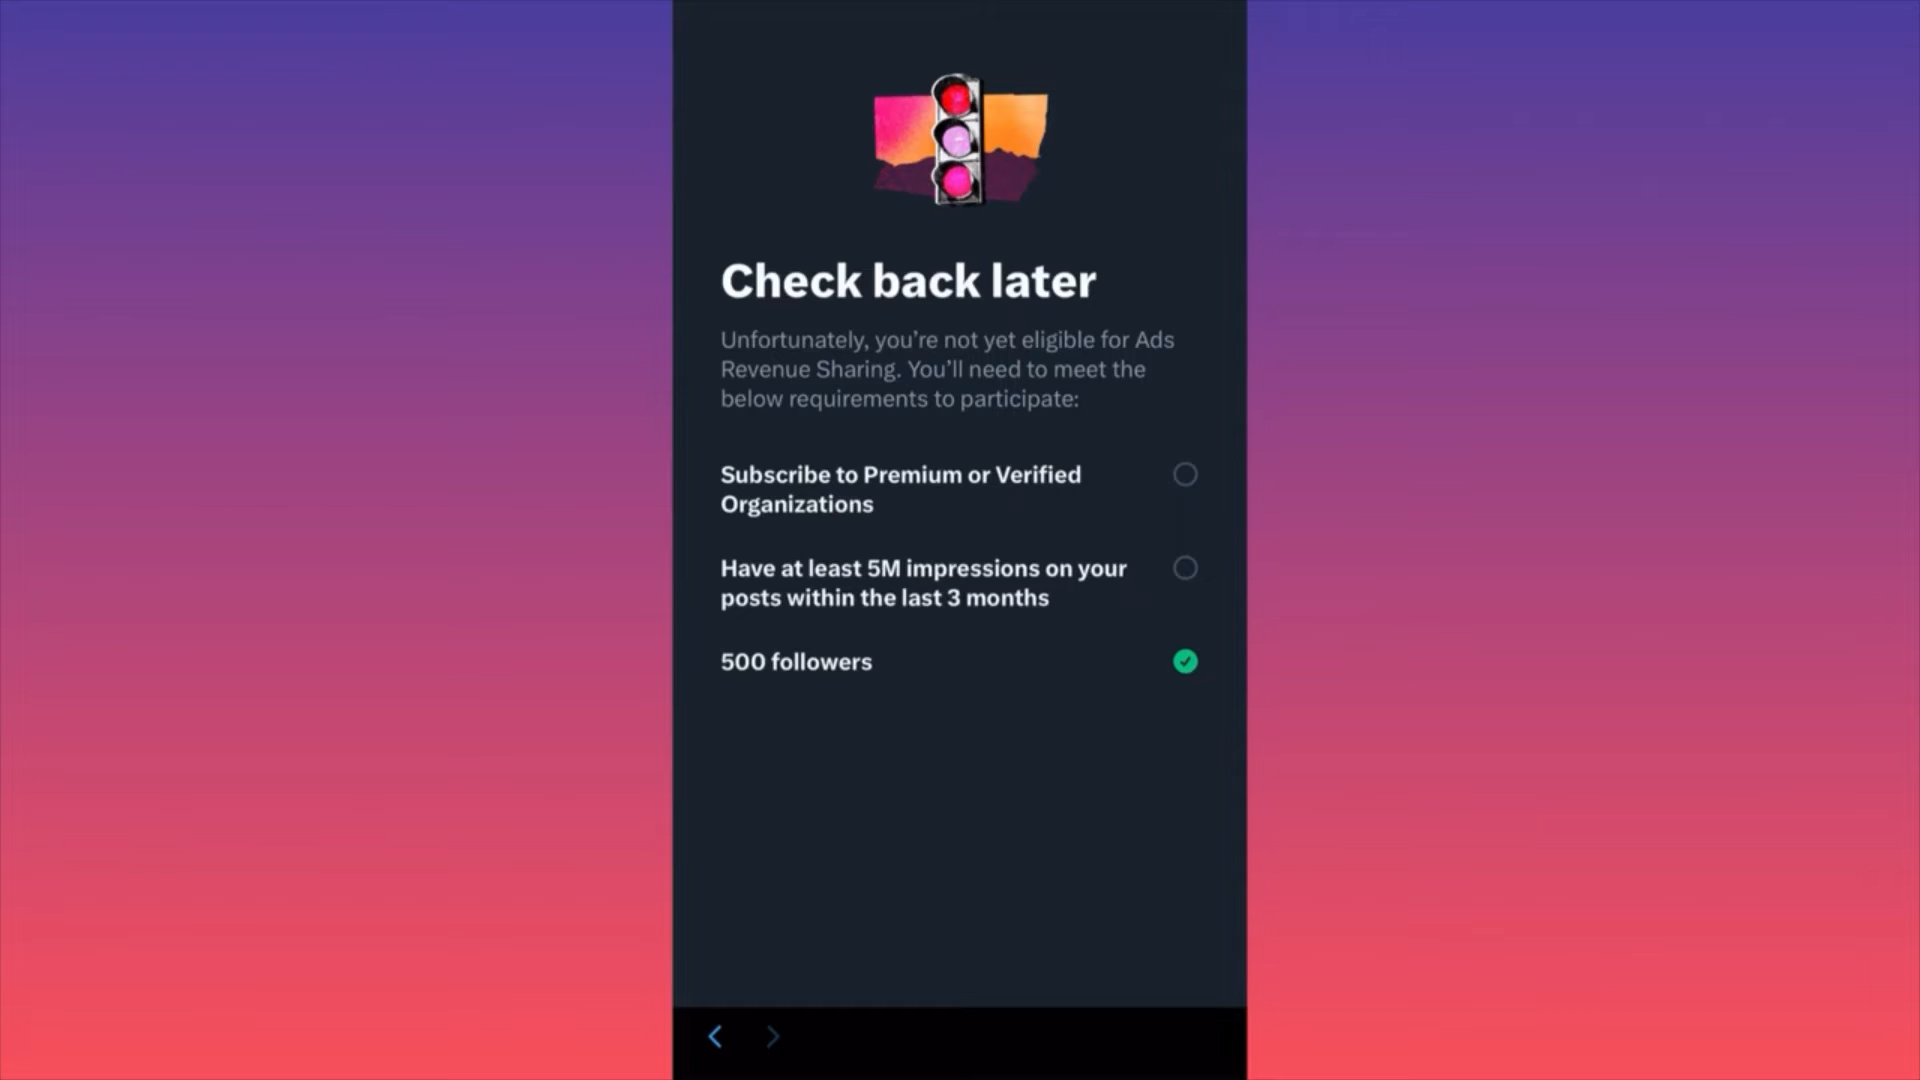 Check back later
Unfortunately, you’re not yet eligible for Ads
Revenue Sharing. You’ll need to meet the
below requirements to participate:
Subscribe to Premium or Verified
Organizations
Have at least 5M impressions on your
posts within the last 3 months
500 followers